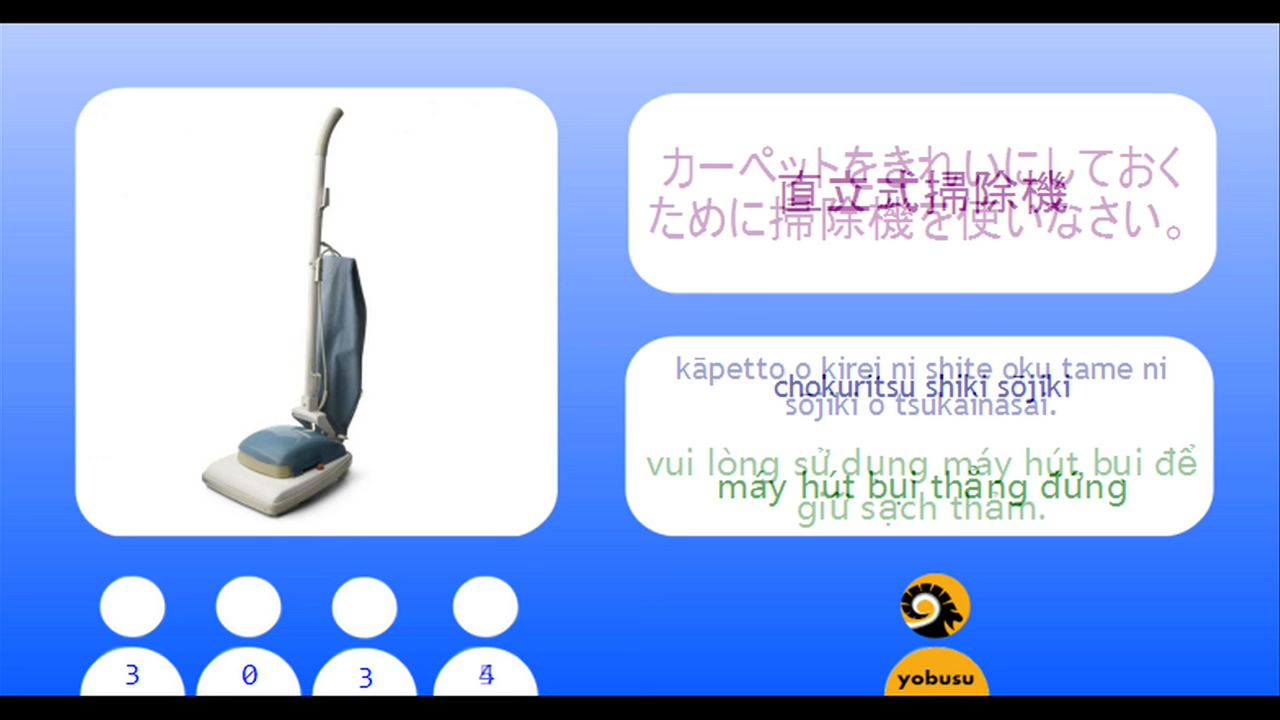 カーペットをきれいにしておく
ために掃除機を使いなさい。
直立式掃除機
kāpetto o kirei ni shite oku tame ni
sōjiki o tsukainasai.
chokuritsu shiki sōjiki
vui lòng sử dụng máy hút bụi để
giữ sạch thảm.
máy hút bụi thẳng đứng
3 0 3
yobusu